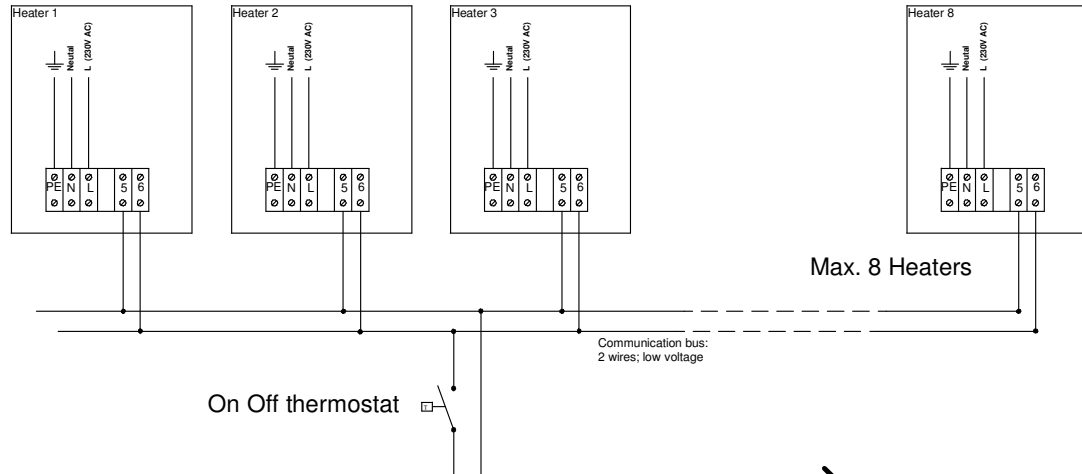 Heater 1
Heater 2
Heater 3
Heater 8
Neutal
L (230V AC)
Neutal
L (230V AC)
Neutal
L (230V AC)
Neutal
L (230V AC)
PE N L 5 6
PE N L 5 6
PE N L 5 6
PE N L 5 6
Max. 8 Heaters
Communication bus:
2 wires; low voltage
On Off thermostat
T